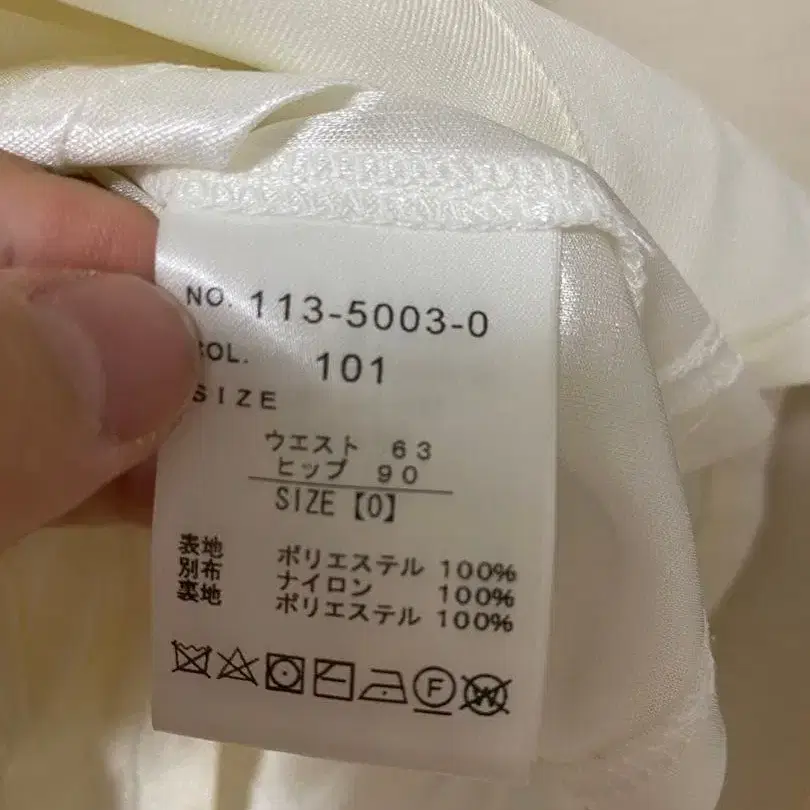 NO. 113-5003-0
COL. 101
SIZE
ウエスト 63
ヒップ 90
SIZE【0】
表地 ポリエステル 100%
別布 ナイロン 100%
裏地 ポリエステル 100%
F W